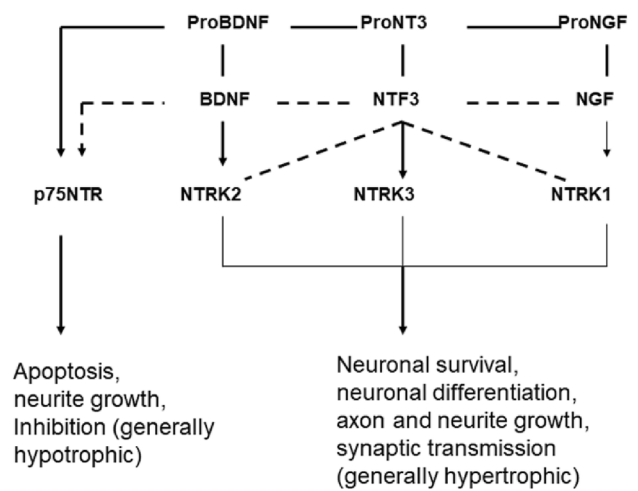 ProBDNF ProNT3 ProNGF
BDNF NTF3 NGF
p75NTR NTRK2 NTRK3 NTRK1
Apoptosis,
neurite growth,
Inhibition (generally
hypotrophic)
Neuronal survival,
neuronal differentiation,
axon and neurite growth,
synaptic transmission
(generally hypertrophic)